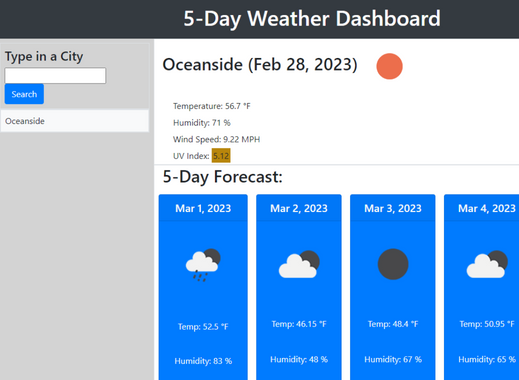 5-Day Weather Dashboard
Type in a City
Search
Oceanside
Oceanside (Feb 28, 2023)
Temperature: 56.7 °F
Humidity: 71 %
Wind Speed: 9.22 MPH
UV Index: 5.12
5-Day Forecast:
Mar 1, 2023
Temp: 52.5 °F
Humidity: 83 %
Mar 2, 2023
Temp: 46.15 °F
Humidity: 48 %
Mar 3, 2023
Temp: 48.4 °F
Humidity: 67 %
Mar 4, 2023
Temp: 50.95 °F
Humidity: 65 %